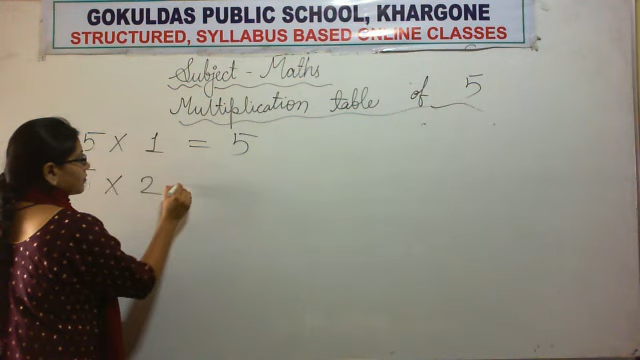 GOKULDAS PUBLIC SCHOOL, KHARGONE
STRUCTURED, SYLLABUS BASED ONLINE CLASSES
Subject - Maths
Multiplication table of 5
5 × 1 = 5
5 × 2